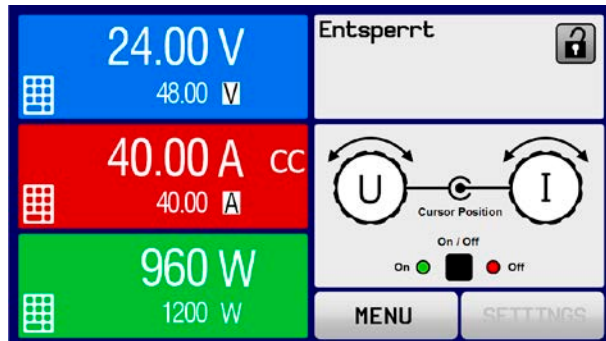 24.00 V
48.00 V
40.00 A CC
40.00 A
960 W
1200 W
Entsperrt
U
I
Cursor Position
On / Off
On
Off
MENU
SETTINGS